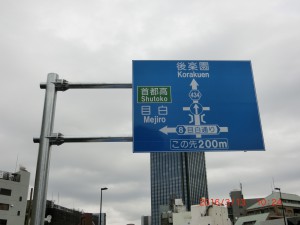 後楽園
Korakuen
434
首都高
Shutoko
目白
Mejiro
8 目白通り
この先200m